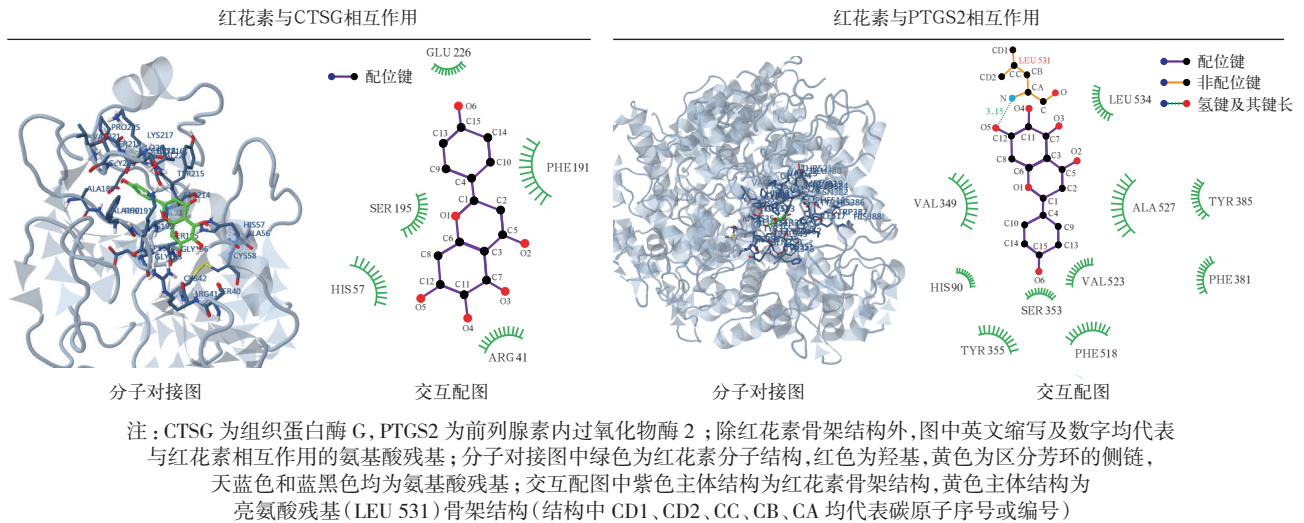 红花素与CTSG相互作用
红花素与PTGS2相互作用
PRO225
LYS217
TYR215
HIS57
ALA56
CYS58
CYS42
ARG41
SER40
配位键
GLU 226
O6
C15
C13
C14
C9
C10
C4
PHE 191
SER 195
C1
O1
C2
C5
C6
O2
C8
C3
HIS 57
C12
C7
C11
O5
O3
O4
ARG 41
HIS386
HIS388
CD1
LEU 531
CD2
CC
CB
CA
N
O
C
3.15
配位键
非配位键
氢键及其键长
LEU 534
O4
O5
O3
C12
C11
C7
O2
C8
C3
C5
C6
C2
O1
C1
VAL 349
ALA 527
TYR 385
C4
C10
C9
C14
C13
C15
O6
HIS 90
VAL 523
PHE 381
SER 353
TYR 355
PHE 518
分子对接图
交互配图
分子对接图
交互配图
注：CTSG 为组织蛋白酶 G，PTGS2 为前列腺素内过氧化物酶 2 ；除红花素骨架结构外，图中英文缩写及数字均代表
与红花素相互作用的氨基酸残基；分子对接图中绿色为红花素分子结构，红色为羟基，黄色为区分芳环的侧链，
天蓝色和蓝黑色均为氨基酸残基；交互配图中紫色主体结构为红花素骨架结构，黄色主体结构为
亮氨酸残基（LEU 531）骨架结构（结构中 CD1、CD2、CC、CB、CA 均代表碳原子序号或编号）